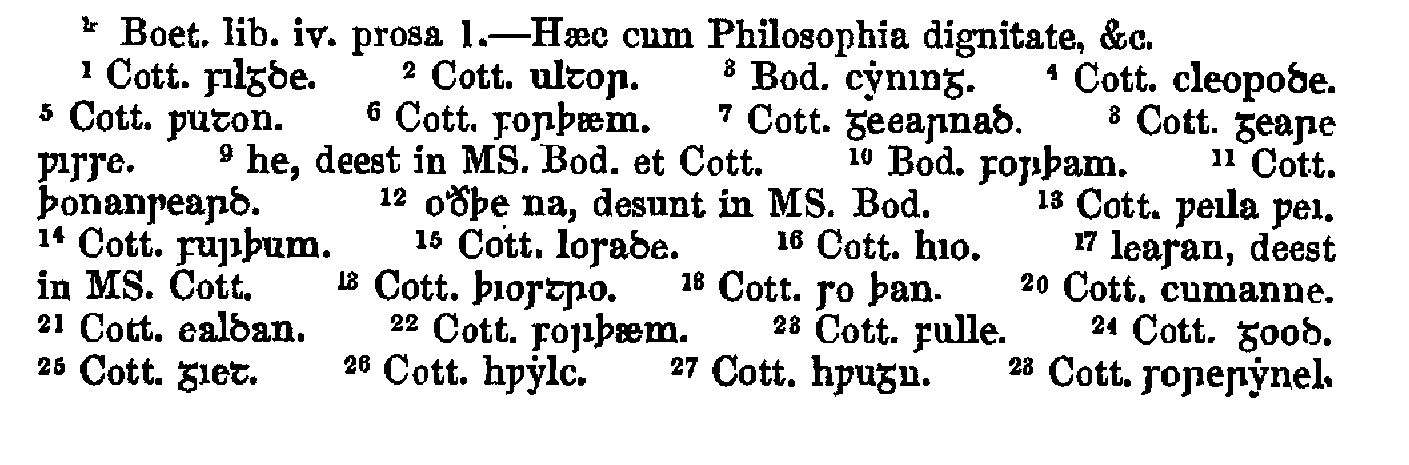 ᵏ Boet. lib. iv. prosa 1.—Hæc cum Philosophia dignitate, &c.
¹ Cott. ꝼılᵹꝺe. ² Cott. ulꞇoꞃ. ³ Bod. cẏnınᵹ. ⁴ Cott. cleopoꝺe.
⁵ Cott. ƿuꞇon. ⁶ Cott. ꝼoꞃþæm. ⁷ Cott. ᵹeeaꞃnaꝺ. ⁸ Cott. ᵹeaꞃe
ƿıꞅꞅe. ⁹ he, deest in MS. Bod. et Cott. ¹⁰ Bod. ꝼoꞃþam. ¹¹ Cott.
þonanƿeaꞃꝺ. ¹² oðþe na, desunt in MS. Bod. ¹³ Cott. ƿeıla ƿeı.
¹⁴ Cott. ꝼuꞃþum. ¹⁵ Cott. loꞅaꝺe. ¹⁶ Cott. hıo. ¹⁷ leaꞅan, deest
in MS. Cott. ¹⁸ Cott. þıoꞅꞇꞃo. ¹⁹ Cott. ꞅo þan. ²⁰ Cott. cumanne.
²¹ Cott. ealꝺan. ²² Cott. ꝼoꞃþæm. ²³ Cott. ꝼulle. ²⁴ Cott. ᵹooꝺ.
²⁵ Cott. ᵹıeꞇ. ²⁶ Cott. hƿẏlc. ²⁷ Cott. hƿuᵹu. ²⁸ Cott. ꝼoꞃeꞃẏnel.